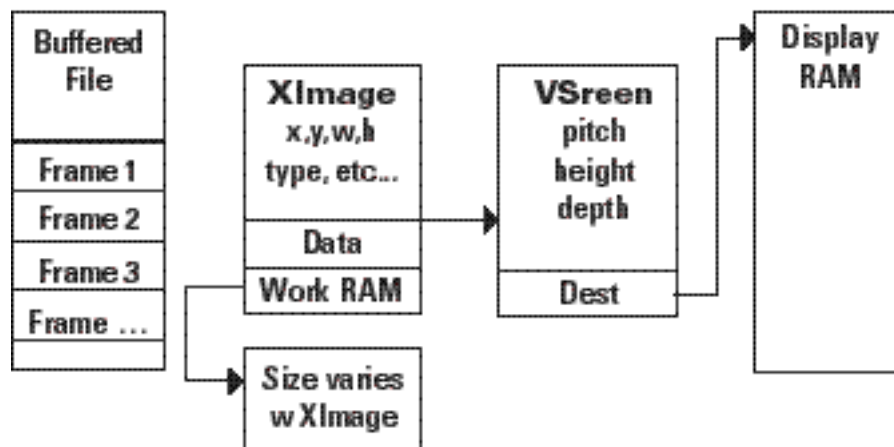 Buffered
File
Frame 1
Frame 2
Frame 3
Frame ...
XImage
x,y,w,h
type, etc...
Data
Work RAM
Size varies
w XImage
VSreen
pitch
height
depth
Dest
Display
RAM